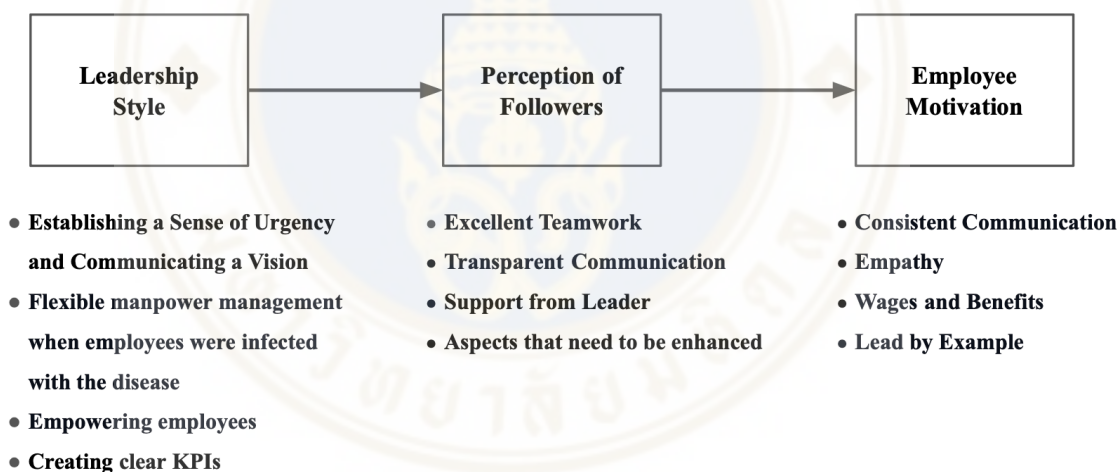 Leadership
Style
Perception of
Followers
Employee
Motivation
• Establishing a Sense of Urgency
and Communicating a Vision
• Flexible manpower management
when employees were infected
with the disease
• Empowering employees
• Creating clear KPIs
• Excellent Teamwork
• Transparent Communication
• Support from Leader
• Aspects that need to be enhanced
• Consistent Communication
• Empathy
• Wages and Benefits
• Lead by Example